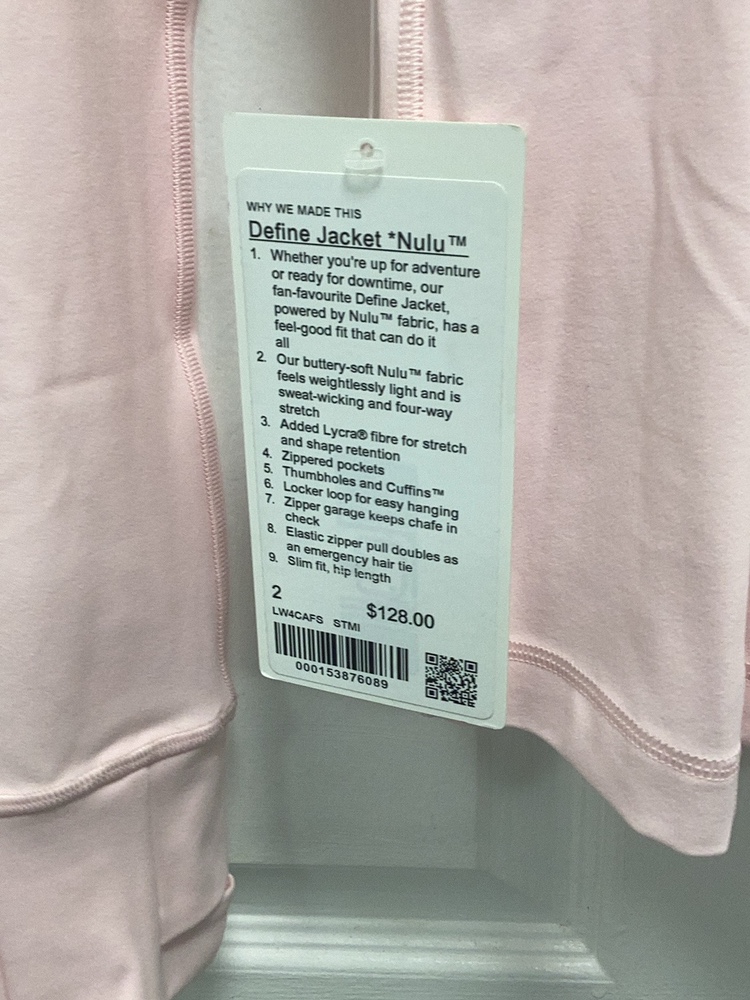 WHY WE MADE THIS
Define Jacket *Nulu™
1. Whether you're up for adventure
or ready for downtime, our
fan-favourite Define Jacket,
powered by Nulu™ fabric, has a
feel-good fit that can do it
all
2. Our buttery-soft Nulu™ fabric
feels weightlessly light and is
sweat-wicking and four-way
stretch
3. Added Lycra® fibre for stretch
and shape retention
4. Zippered pockets
5. Thumbholes and Cuffins™
6. Locker loop for easy hanging
7. Zipper garage keeps chafe in
check
8. Elastic zipper pull doubles as
an emergency hair tie
9. Slim fit, hip length
2
$128.00
LW4CAFS STMI
000153876089